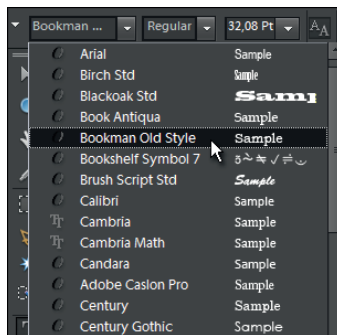 Bookman ... Regular 32,08 Pt AA
Arial Sample
Birch Std Sample
Blackoak Std Samp
Book Antiqua Sample
Bookman Old Style Sample
Bookshelf Symbol 7
Brush Script Std Sample
Calibri Sample
Cambria Sample
Cambria Math Sample
Candara Sample
Adobe Caslon Pro Sample
Century Sample
Century Gothic Sample